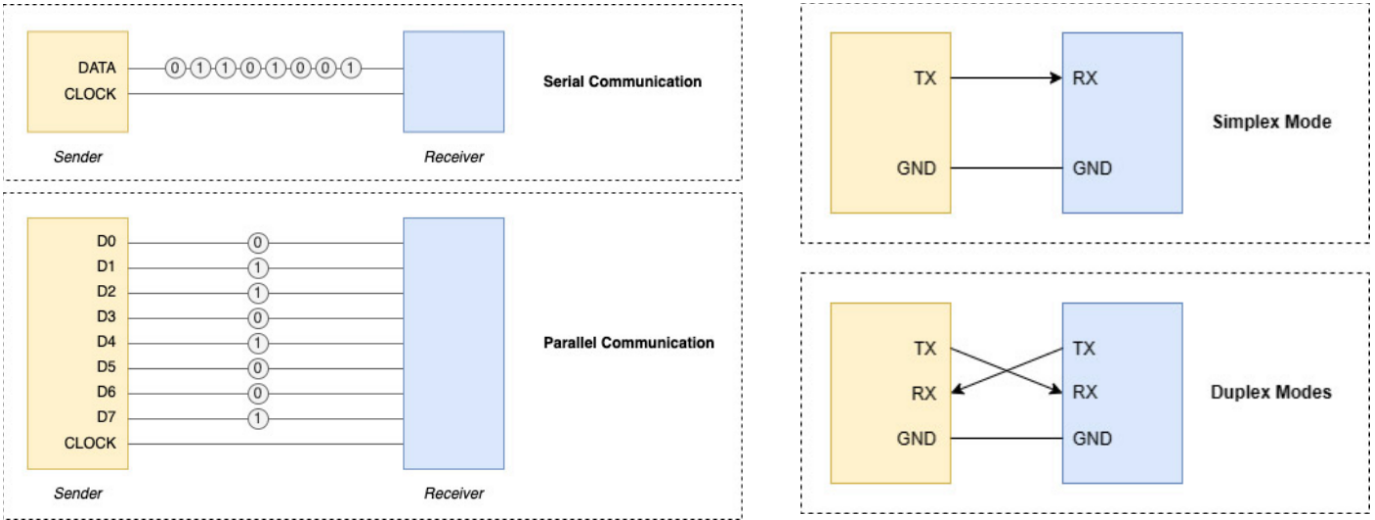 DATA
0 1 1 0 1 0 0 1
CLOCK
Serial Communication
Sender
Receiver
D0
0
D1
1
D2
1
D3
0
D4
1
D5
0
D6
0
D7
1
CLOCK
Parallel Communication
Sender
Receiver
TX
RX
GND
GND
Simplex Mode
TX
TX
RX
RX
GND
GND
Duplex Modes